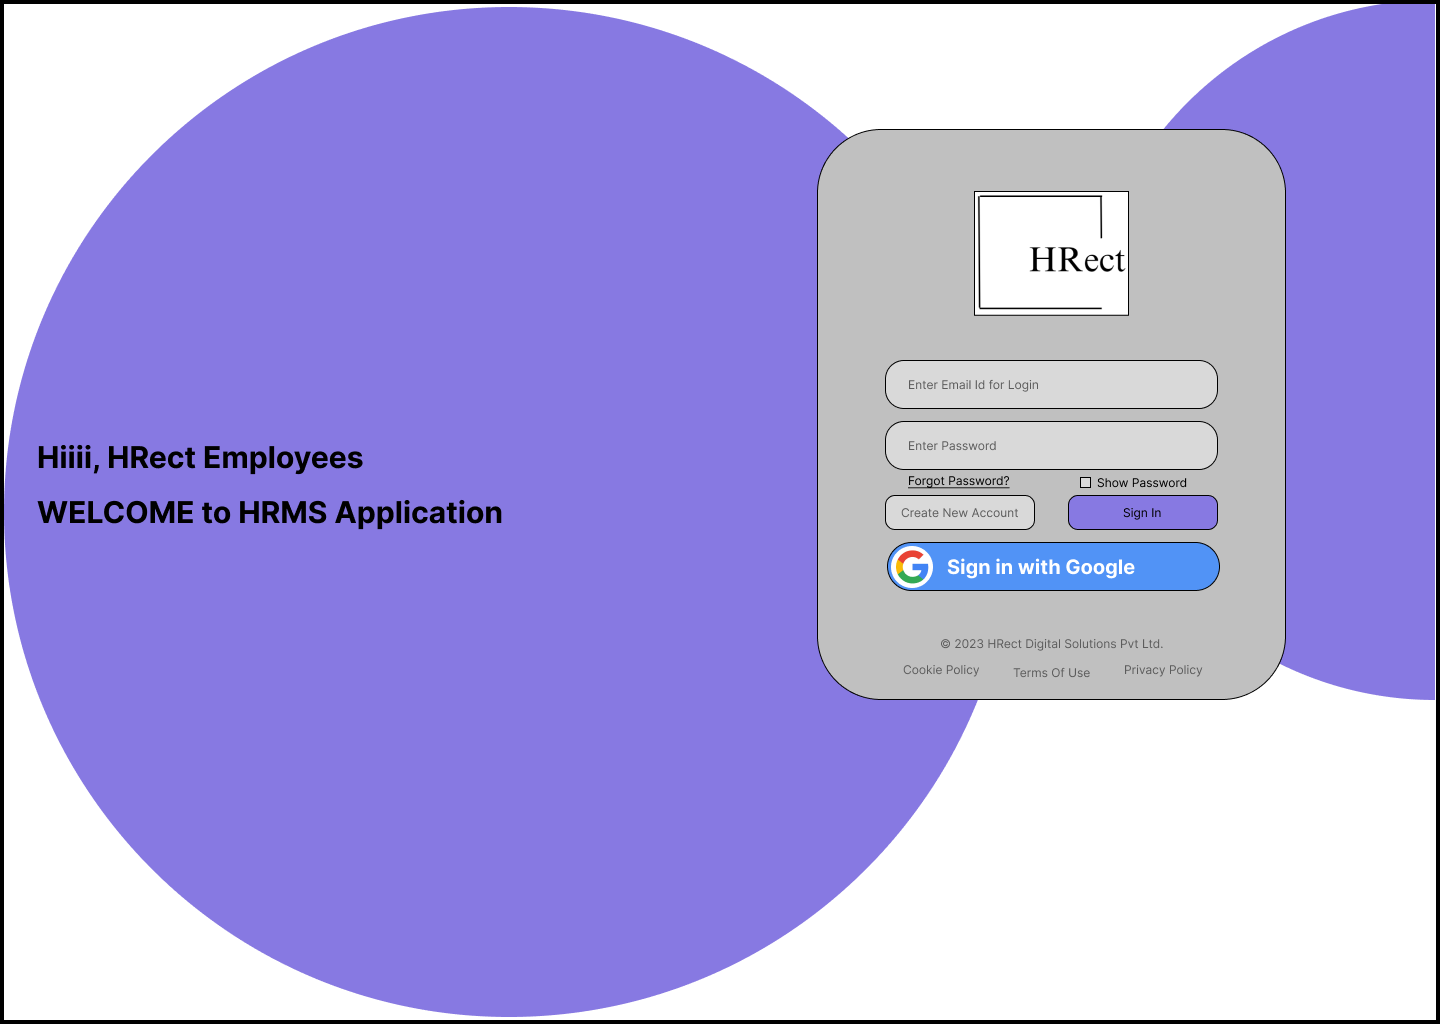 Hiiii, HRect Employees
WELCOME to HRMS Application
HRect
Enter Email Id for Login
Enter Password
Forgot Password?
Show Password
Create New Account
Sign In
Sign in with Google
© 2023 HRect Digital Solutions Pvt Ltd.
Cookie Policy
Terms Of Use
Privacy Policy